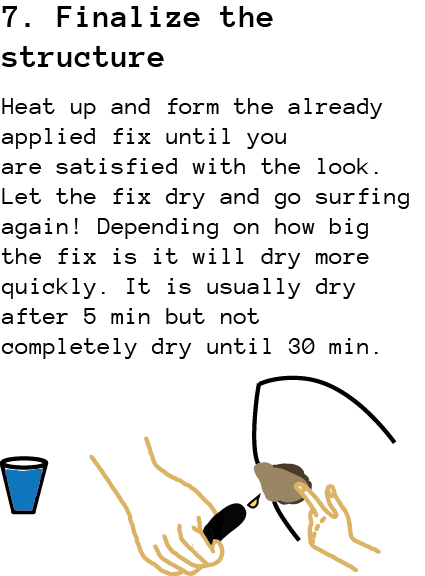 7. Finalize the
structure
Heat up and form the already
applied fix until you
are satisfied with the look.
Let the fix dry and go surfing
again! Depending on how big
the fix is it will dry more
quickly. It is usually dry
after 5 min but not
completely dry until 30 min.